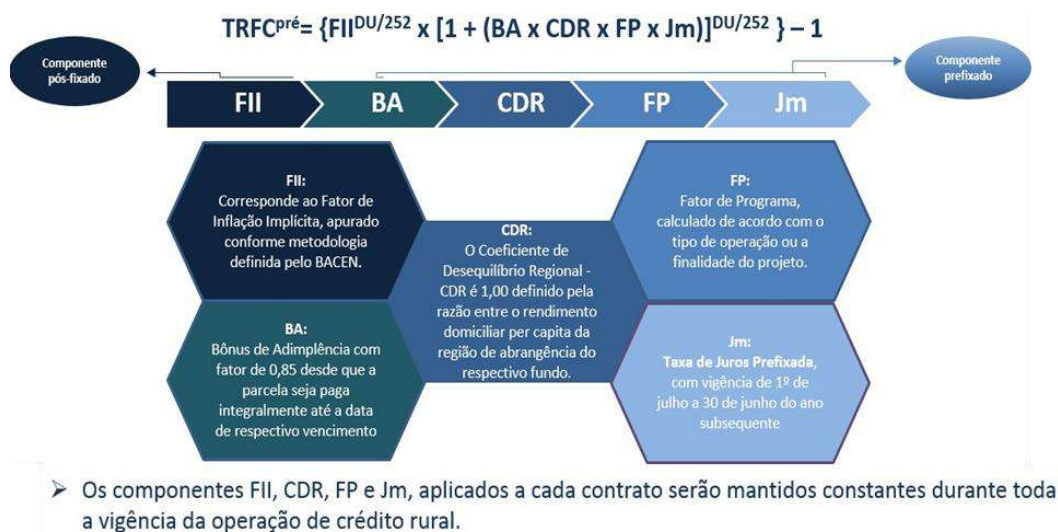 TRFCpré= {FIIDU/252 x [1 + (BA x CDR x FP x Jm)]DU/252 } – 1
Componente
pós-fixado
Componente
prefixado
FII
BA
CDR
FP
Jm
FII:
Corresponde ao Fator de
Inflação Implícita, apurado
conforme metodologia
definida pelo BACEN.
BA:
Bônus de Adimplência com
fator de 0,85 desde que a
parcela seja paga
integralmente até a data
de respectivo vencimento
CDR:
O Coeficiente de
Desequilíbrio Regional -
CDR é 1,00 definido pela
razão entre o rendimento
domiciliar per capita da
região de abrangência do
respectivo fundo.
FP:
Fator de Programa,
calculado de acordo com o
tipo de operação ou a
finalidade do projeto.
Jm:
Taxa de Juros Prefixada,
com vigência de 1º de
julho a 30 de junho do ano
subsequente
➢ Os componentes FII, CDR, FP e Jm, aplicados a cada contrato serão mantidos constantes durante toda
a vigência da operação de crédito rural.